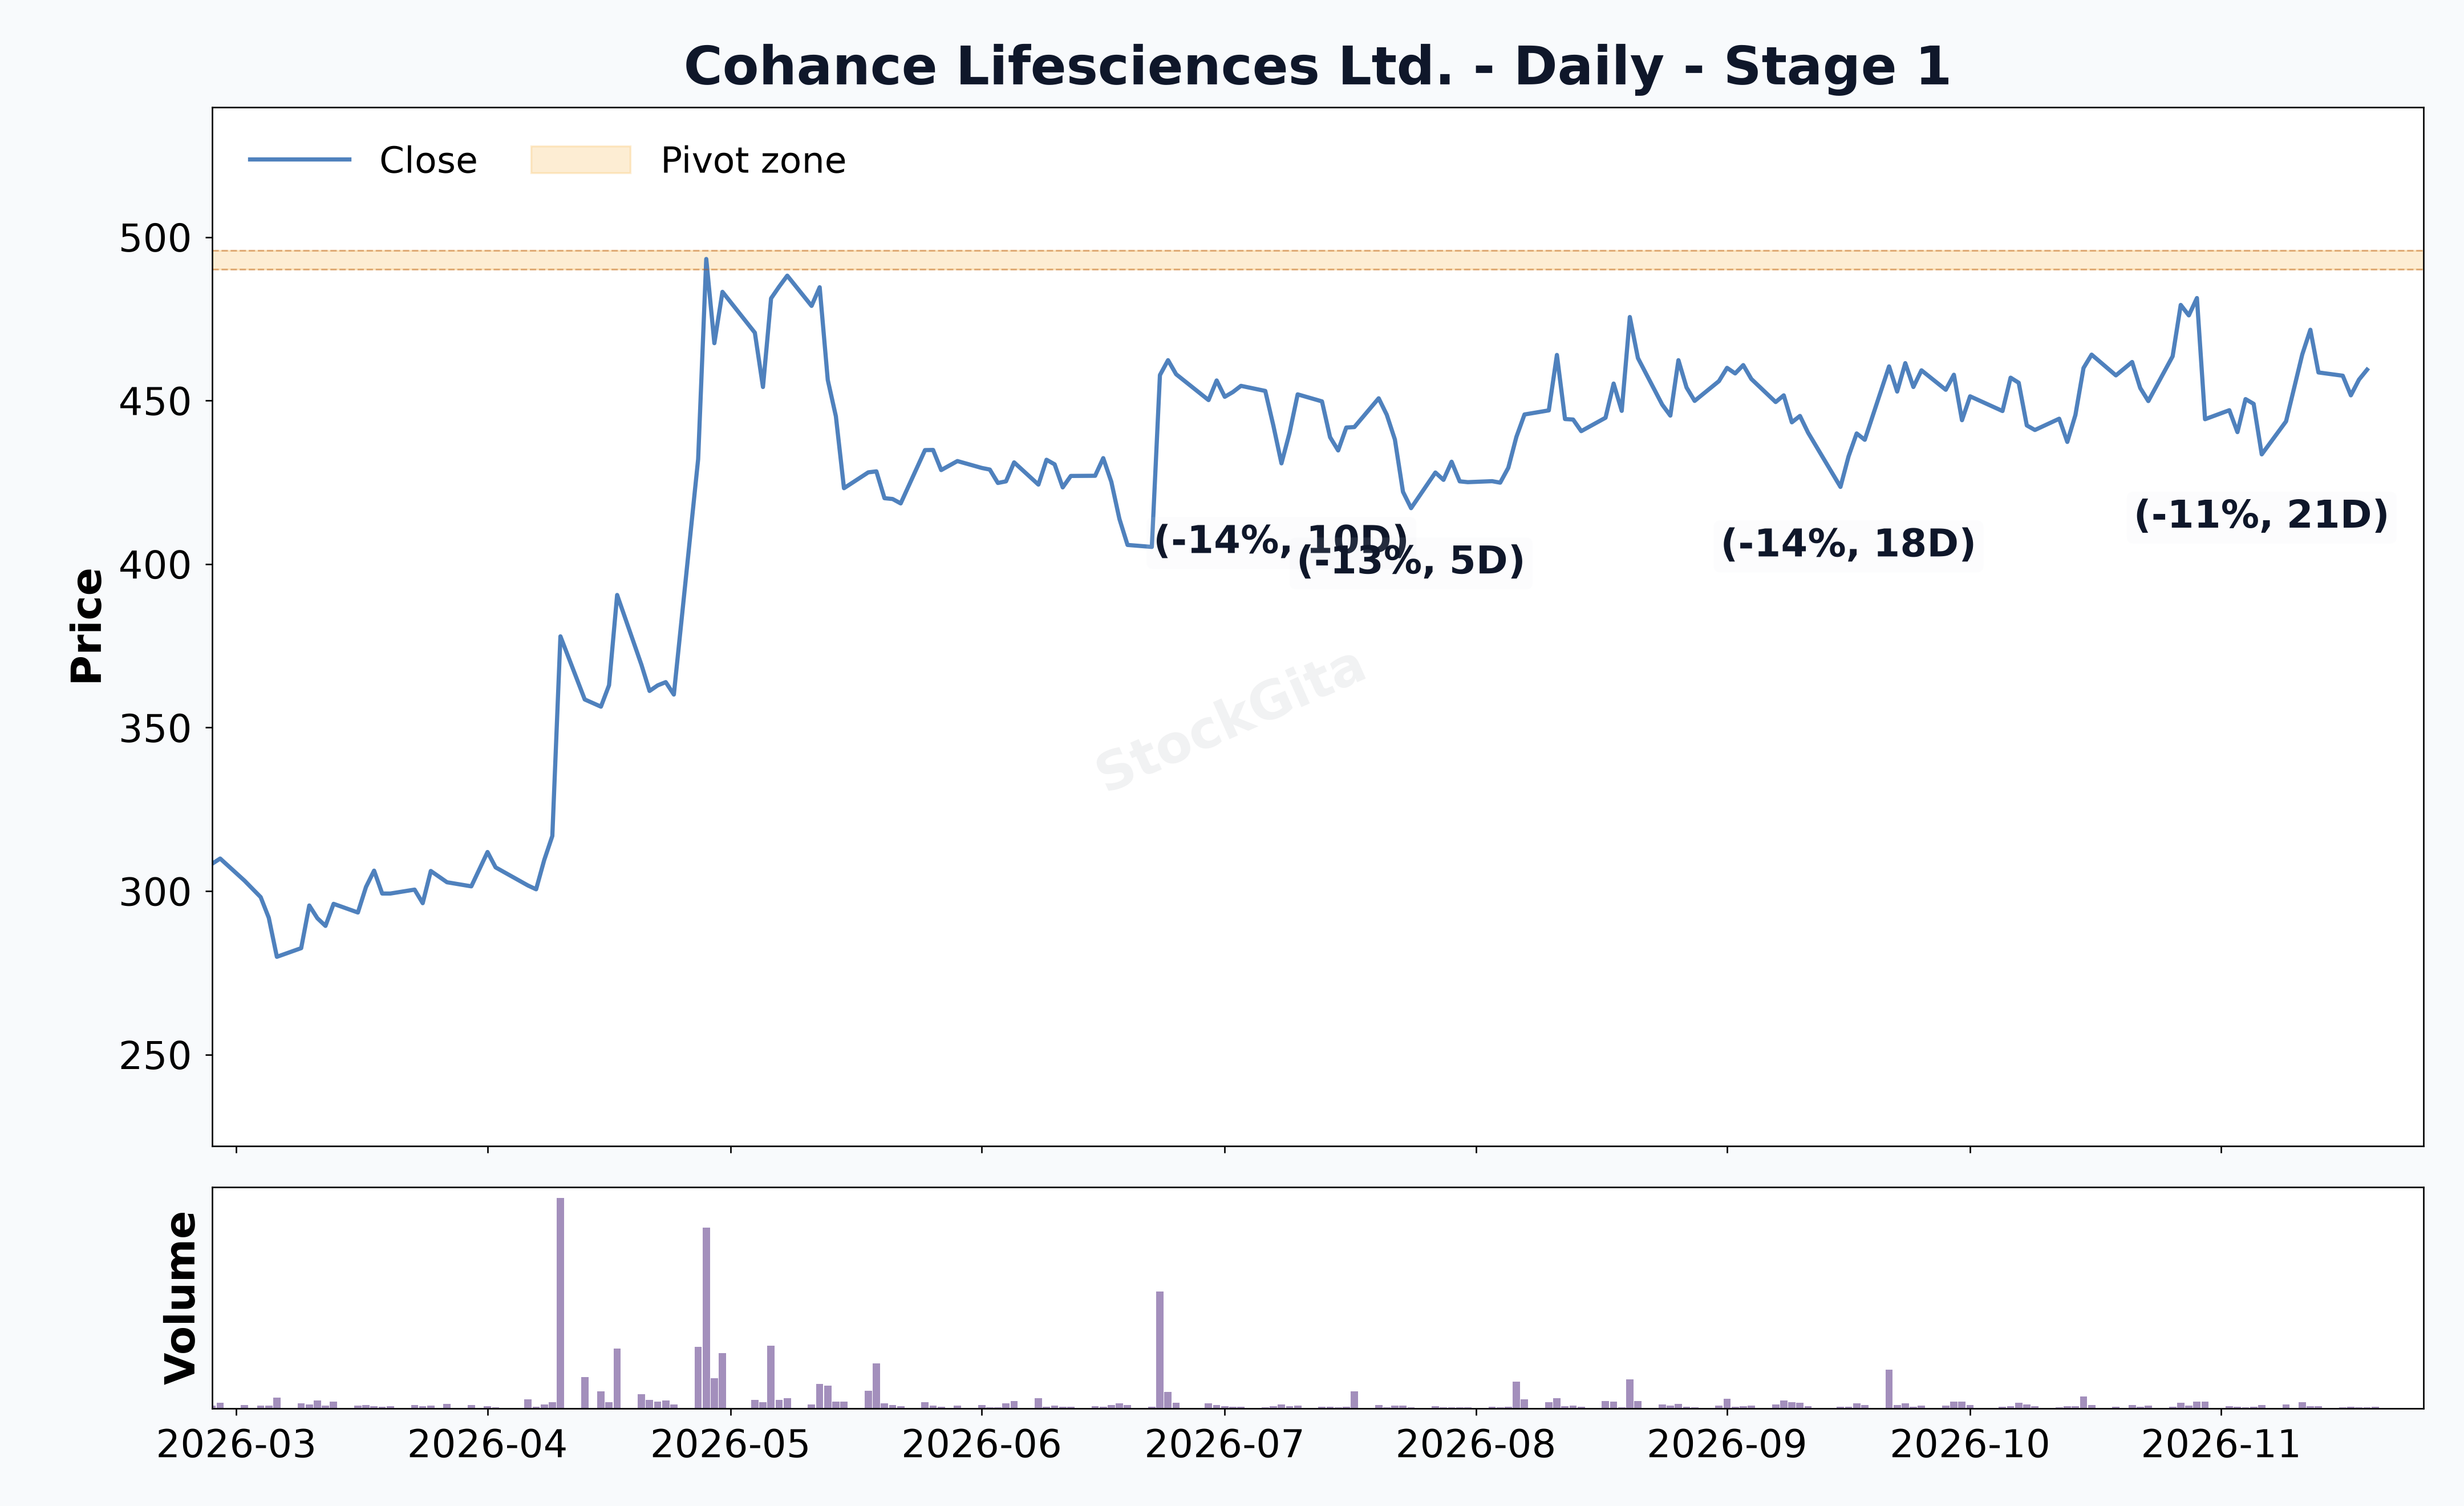 Cohance Lifesciences Ltd. - Daily - Stage 1
Close
Pivot zone
Price
500
450
400
350
300
250
(-14%, 10D)
(-13%, 5D)
(-14%, 18D)
(-11%, 21D)
StockGita
Volume
2026-03
2026-04
2026-05
2026-06
2026-07
2026-08
2026-09
2026-10
2026-11